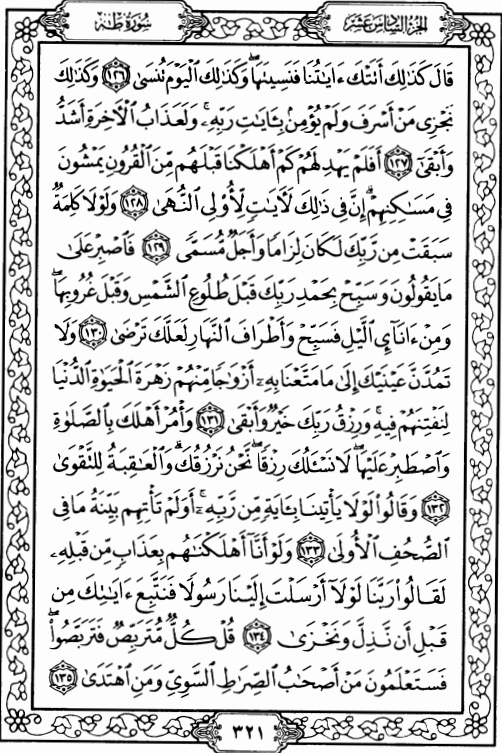 الجزء السادس عشر
سورة طه
قَالَ كَذَٰلِكَ أَتَتْكَ ءَايَٰتُنَا فَنَسِيتَهَا ۖ وَكَذَٰلِكَ ٱلْيَوْمَ تُنسَىٰ ١٢٦ وَكَذَٰلِكَ
نَجْزِى مَنْ أَسْرَفَ وَلَمْ يُؤْمِنۢ بِـَٔايَٰتِ رَبِّهِۦ ۚ وَلَعَذَابُ ٱلْـَٔاخِرَةِ أَشَدُّ
وَأَبْقَىٰٓ ١٢٧ أَفَلَمْ يَهْدِ لَهُمْ كَمْ أَهْلَكْنَا قَبْلَهُم مِّنَ ٱلْقُرُونِ يَمْشُونَ
فِى مَسَٰكِنِهِمْ ۗ إِنَّ فِى ذَٰلِكَ لَـَٔايَٰتٍ لِّأُو۟لِى ٱلنُّهَىٰ ١٢٨ وَلَوْلَا كَلِمَةٌ
سَبَقَتْ مِن رَّبِّكَ لَكَانَ لِزَامًا وَأَجَلٌ مُّسَمًّى ١٢٩ فَٱصْبِرْ عَلَىٰ
مَا يَقُولُونَ وَسَبِّحْ بِحَمْدِ رَبِّكَ قَبْلَ طُلُوعِ ٱلشَّمْسِ وَقَبْلَ غُرُوبِهَا ۖ
وَمِنْ ءَانَآئِ ٱلَّيْلِ فَسَبِّحْ وَأَطْرَافَ ٱلنَّهَارِ لَعَلَّكَ تَرْضَىٰ ١٣٠ وَلَا
تَمُدَّنَّ عَيْنَيْكَ إِلَىٰ مَا مَتَّعْنَا بِهِۦٓ أَزْوَٰجًا مِّنْهُمْ زَهْرَةَ ٱلْحَيَوٰةِ ٱلدُّنْيَا
لِنَفْتِنَهُمْ فِيهِ ۚ وَرِزْقُ رَبِّكَ خَيْرٌ وَأَبْقَىٰ ١٣١ وَأْمُرْ أَهْلَكَ بِٱلصَّلَوٰةِ
وَٱصْطَبِرْ عَلَيْهَا ۖ لَا نَسْـَٔلُكَ رِزْقًا ۖ نَّحْنُ نَرْزُقُكَ ۗ وَٱلْعَٰقِبَةُ لِلتَّقْوَىٰ
١٣٢ وَقَالُوا۟ لَوْلَا يَأْتِينَا بِـَٔايَةٍ مِّن رَّبِّهِۦٓ ۚ أَوَلَمْ تَأْتِهِم بَيِّنَةُ مَا فِى
ٱلصُّحُفِ ٱلْأُولَىٰ ١٣٣ وَلَوْ أَنَّآ أَهْلَكْنَٰهُم بِعَذَابٍ مِّن قَبْلِهِۦ
لَقَالُوا۟ رَبَّنَا لَوْلَآ أَرْسَلْتَ إِلَيْنَا رَسُولًا فَنَتَّبِعَ ءَايَٰتِكَ مِن
قَبْلِ أَن نَّذِلَّ وَنَخْزَىٰ ١٣٤ قُلْ كُلٌّ مُّتَرَبِّصٌ فَتَرَبَّصُوا۟ ۖ
فَسَتَعْلَمُونَ مَنْ أَصْحَٰبُ ٱلصِّرَٰطِ ٱلسَّوِىِّ وَمَنِ ٱهْتَدَىٰ ١٣٥
٣٢١